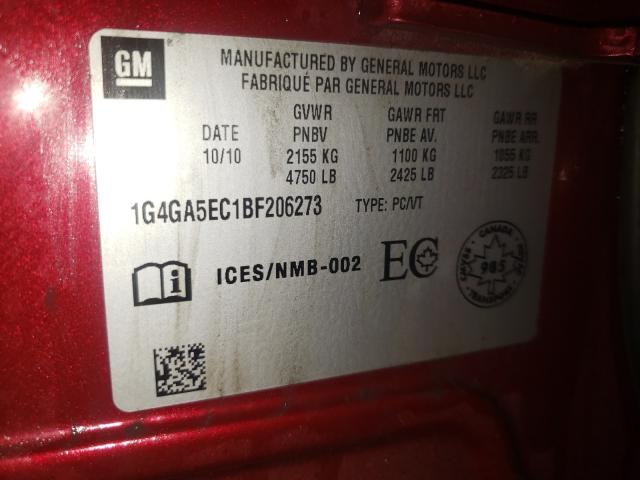 GM
MANUFACTURED BY GENERAL MOTORS LLC
FABRIQUÉ PAR GENERAL MOTORS LLC
GVWR GAWR FRT GAWR RR
DATE PNBV PNBE AV. PNBE ARR.
10/10 2155 KG 1100 KG 1055 KG
4750 LB 2425 LB 2325 LB
1G4GA5EC1BF206273 TYPE: PC/VT
i ICES/NMB-002 EC
CANADA
985
TRANSPORT